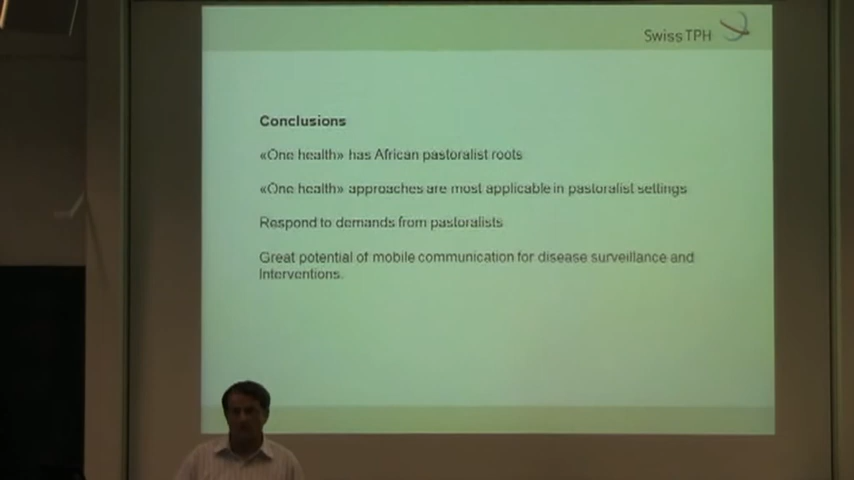 Swiss TPH
Conclusions
«One health» has African pastoralist roots
«One health» approaches are most applicable in pastoralist settings
Respond to demands from pastoralists
Great potential of mobile communication for disease surveillance and
Interventions.